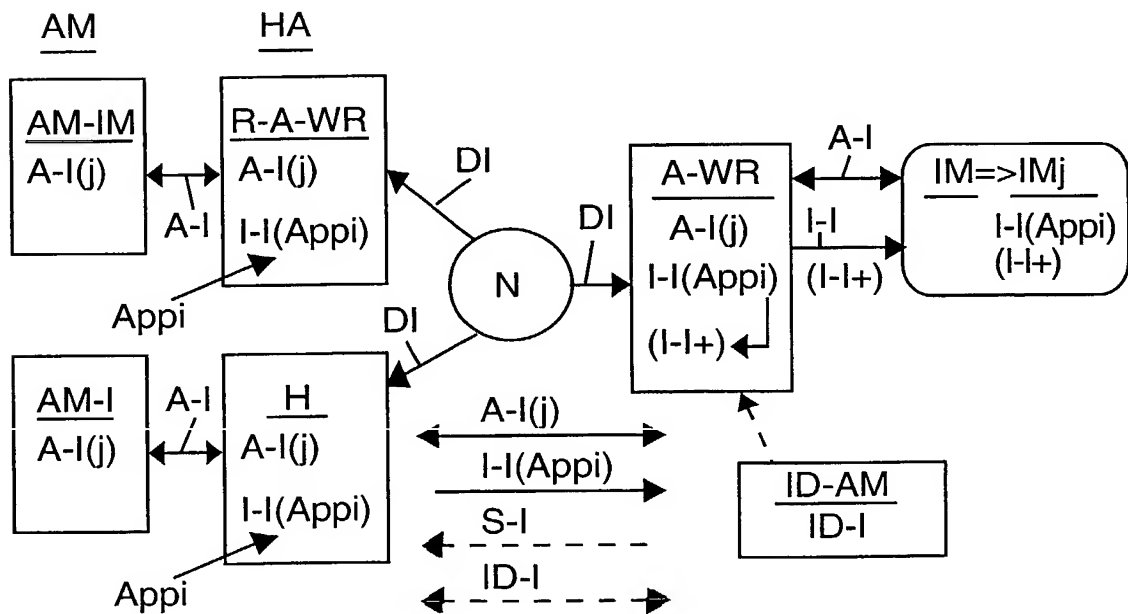 AM
HA
AM-IM
A-I(j)
A-I
R-A-WR
A-I(j)
I-I(Appi)
Appi
DI
N
DI
DI
A-WR
A-I(j)
I-I(Appi)
(I-I+)
A-I
I-I
(I-I+)
IM=>IMj
I-I(Appi)
(I-I+)
AM-I
A-I(j)
A-I
H
A-I(j)
I-I(Appi)
Appi
A-I(j)
I-I(Appi)
S-I
ID-I
ID-AM
ID-I